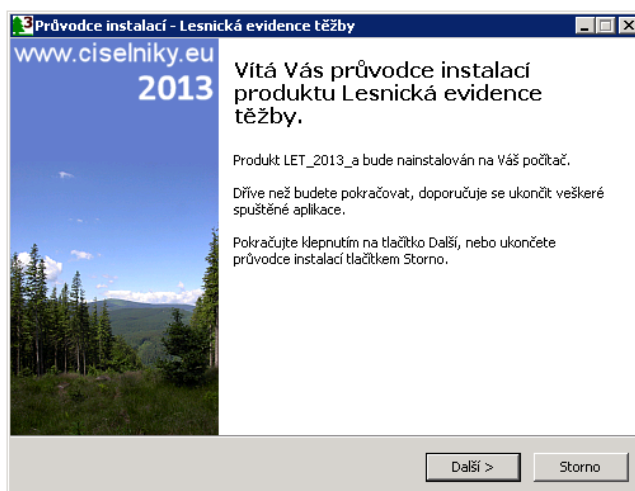 3 Průvodce instalací - Lesnická evidence těžby
www.ciselniky.eu
2013
Vítá Vás průvodce instalací
produktu Lesnická evidence
těžby.
Produkt LET_2013_a bude nainstalován na Váš počítač.
Dříve než budete pokračovat, doporučuje se ukončit veškeré
spuštěné aplikace.
Pokračujte klepnutím na tlačítko Další, nebo ukončete
průvodce instalací tlačítkem Storno.
Další >
Storno